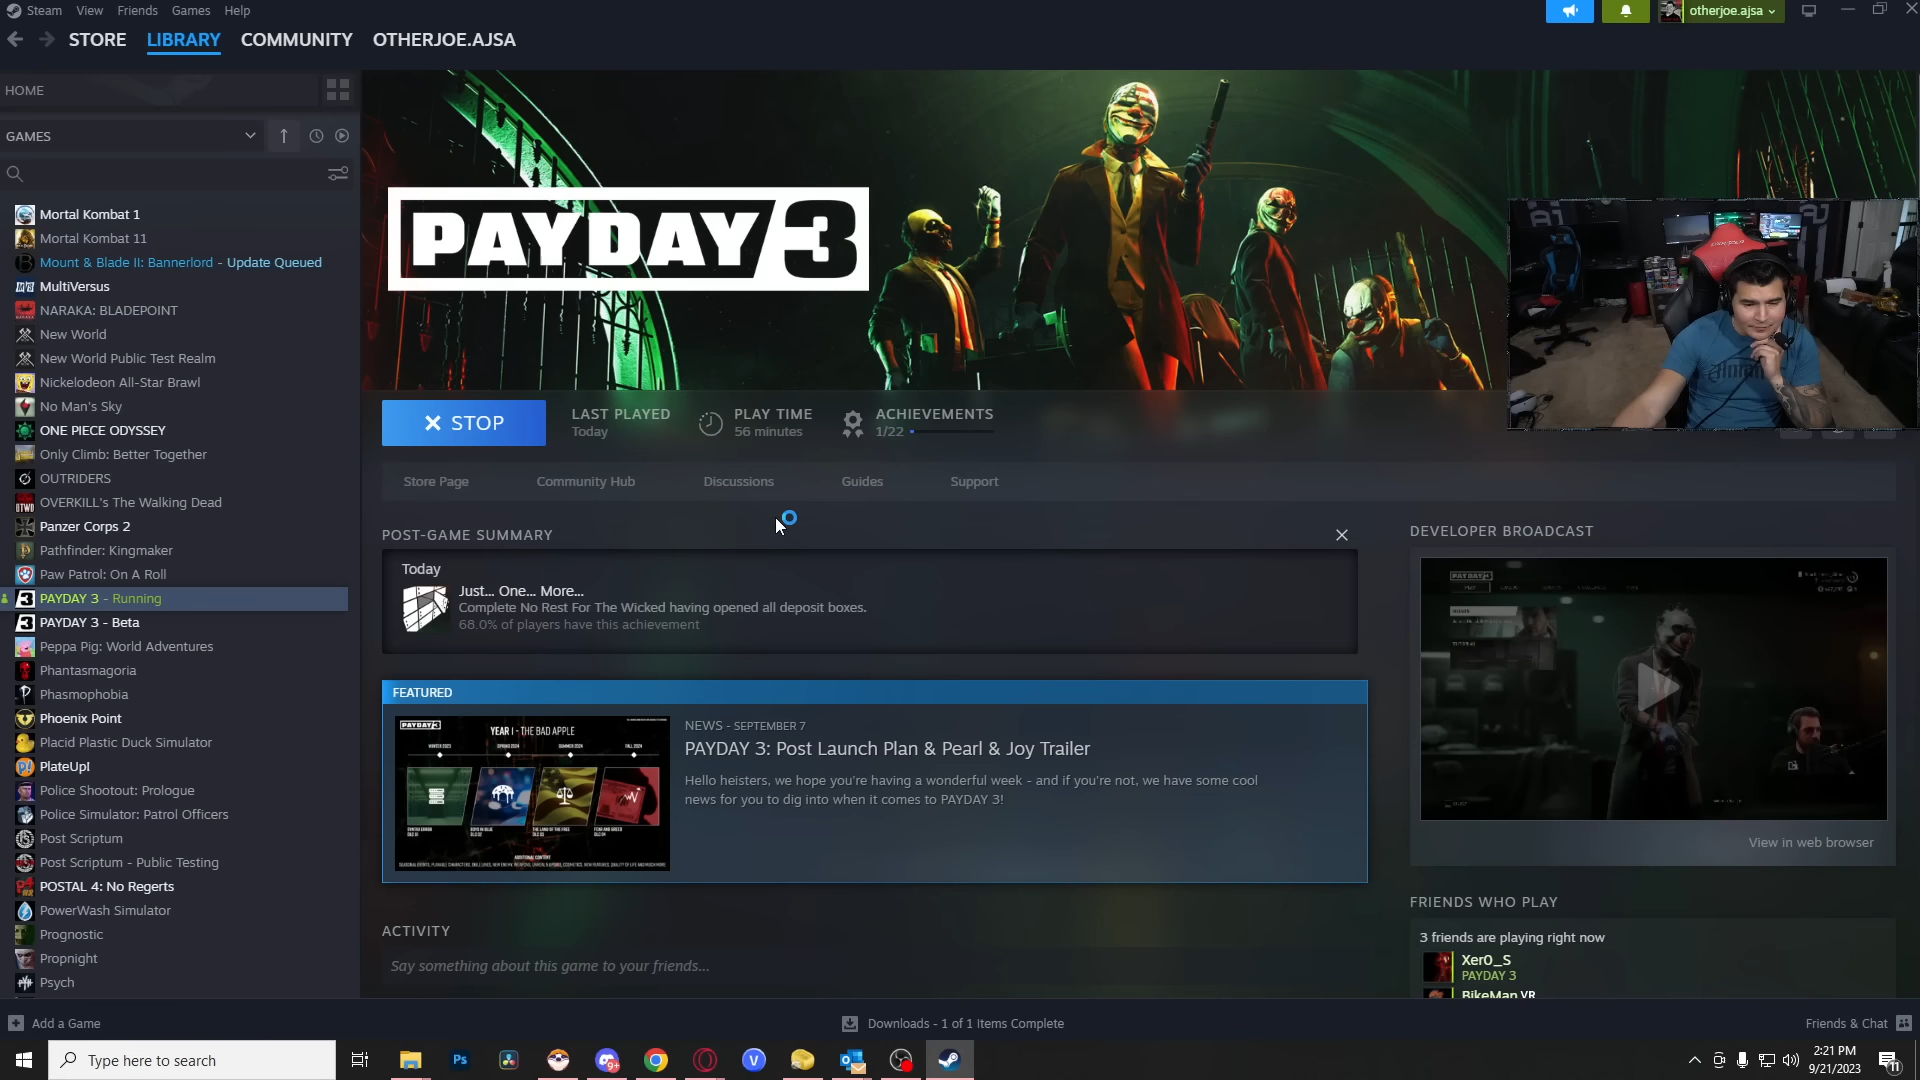 Steam View Friends Games Help
otherjoe.ajsa
STORE LIBRARY COMMUNITY OTHERJOE.AJSA
HOME
GAMES
Mortal Kombat 1
Mortal Kombat 11
Mount & Blade II: Bannerlord - Update Queued
MultiVersus
NARAKA: BLADEPOINT
New World
New World Public Test Realm
Nickelodeon All-Star Brawl
No Man's Sky
ONE PIECE ODYSSEY
Only Climb: Better Together
OUTRIDERS
OVERKILL's The Walking Dead
Panzer Corps 2
Pathfinder: Kingmaker
Paw Patrol: On A Roll
PAYDAY 3 - Running
PAYDAY 3 - Beta
Peppa Pig: World Adventures
Phantasmagoria
Phasmophobia
Phoenix Point
Placid Plastic Duck Simulator
PlateUp!
Police Shootout: Prologue
Police Simulator: Patrol Officers
Post Scriptum
Post Scriptum - Public Testing
POSTAL 4: No Regerts
PowerWash Simulator
Prognostic
Propnight
Psych
PAYDAY 3
STOP
LAST PLAYED
Today
PLAY TIME
56 minutes
ACHIEVEMENTS
1/22
Store Page Community Hub Discussions Guides Support
POST-GAME SUMMARY
Today
Just... One... More...
Complete No Rest For The Wicked having opened all deposit boxes.
68.0% of players have this achievement
FEATURED
PAYDAY 3
YEAR 1 - THE BAD APPLE
NEWS - SEPTEMBER 7
PAYDAY 3: Post Launch Plan & Pearl & Joy Trailer
Hello heisters, we hope you're having a wonderful week - and if you're not, we have some cool
news for you to dig into when it comes to PAYDAY 3!
ACTIVITY
Say something about this game to your friends...
DEVELOPER BROADCAST
PAYDAY 3
View in web browser
FRIENDS WHO PLAY
3 friends are playing right now
Xer0_S
PAYDAY 3
BikeMan VR
Add a Game
Downloads - 1 of 1 Items Complete
Friends & Chat
Type here to search
Ps
9+
V
2:21 PM
9/21/2023
11